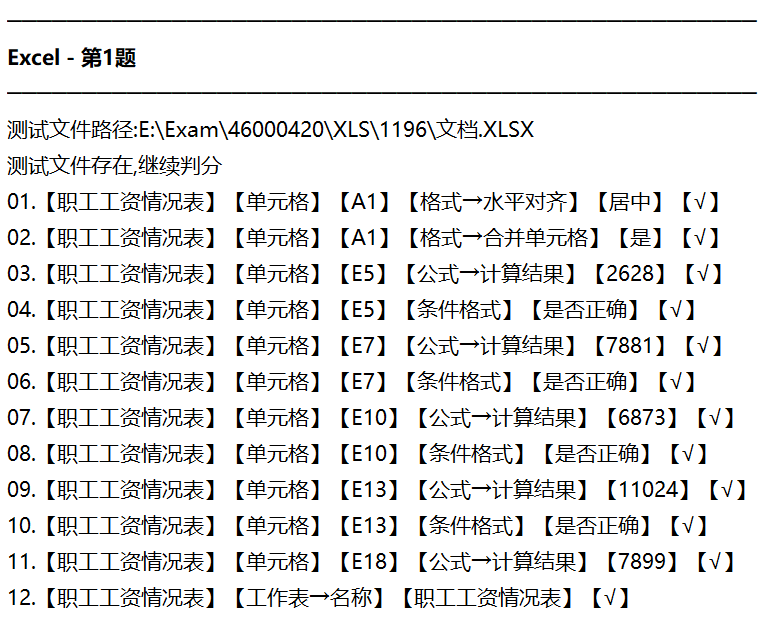 Excel - 第1题
测试文件路径:E:\Exam\46000420\XLS\1196\文档.XLSX
测试文件存在,继续判分
01.【职工工资情况表】【单元格】【A1】【格式→水平对齐】【居中】【√】
02.【职工工资情况表】【单元格】【A1】【格式→合并单元格】【是】【√】
03.【职工工资情况表】【单元格】【E5】【公式→计算结果】【2628】【√】
04.【职工工资情况表】【单元格】【E5】【条件格式】【是否正确】【√】
05.【职工工资情况表】【单元格】【E7】【公式→计算结果】【7881】【√】
06.【职工工资情况表】【单元格】【E7】【条件格式】【是否正确】【√】
07.【职工工资情况表】【单元格】【E10】【公式→计算结果】【6873】【√】
08.【职工工资情况表】【单元格】【E10】【条件格式】【是否正确】【√】
09.【职工工资情况表】【单元格】【E13】【公式→计算结果】【11024】【√】
10.【职工工资情况表】【单元格】【E13】【条件格式】【是否正确】【√】
11.【职工工资情况表】【单元格】【E18】【公式→计算结果】【7899】【√】
12.【职工工资情况表】【工作表→名称】【职工工资情况表】【√】